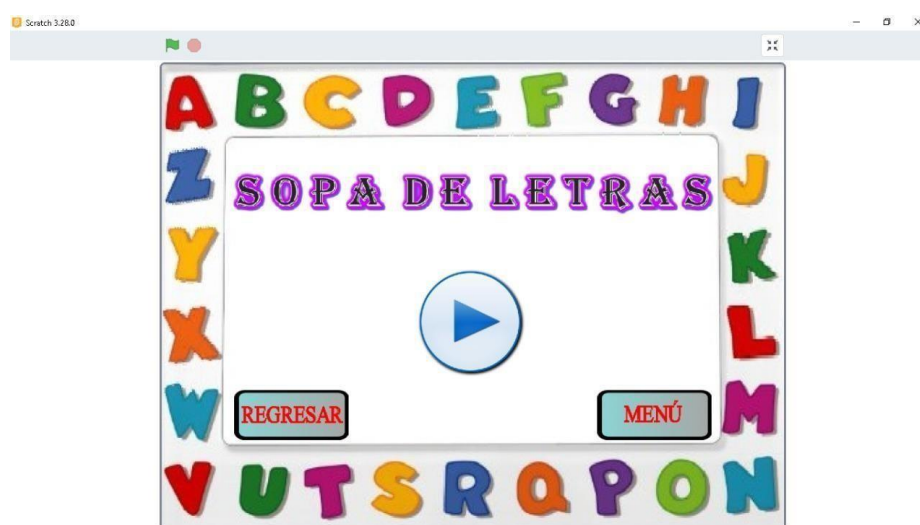 Scratch 3.28.0
A B C D E F G H I
Z J
SOPA DE LETRAS
Y K
X L
W M
REGRESAR MENÚ
V U T S R Q P O N